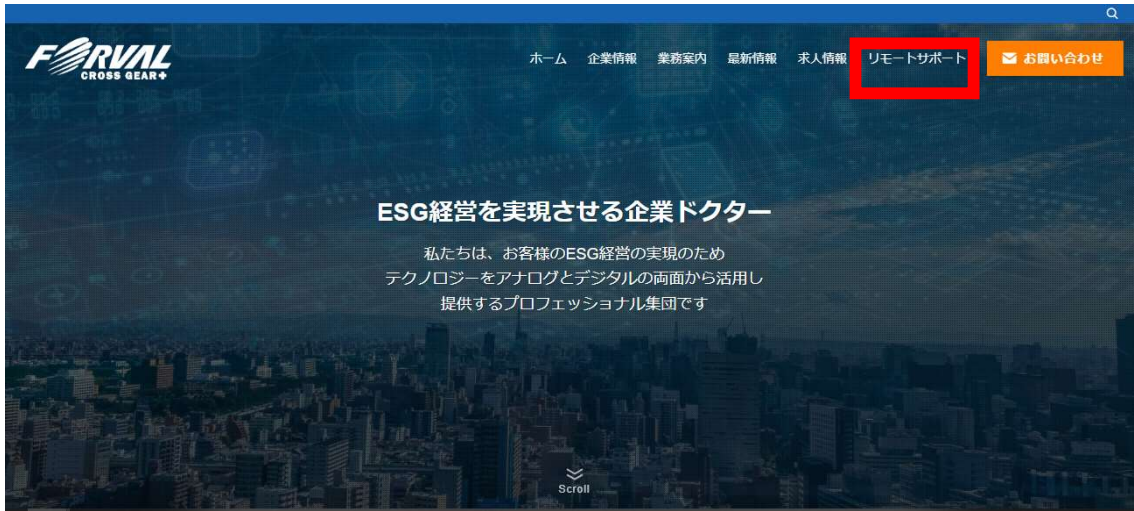 FORVAL
CROSS GEAR+
ホーム 企業情報 業務案内 最新情報 求人情報 リモートサポート お問い合わせ
ESG経営を実現させる企業ドクター
私たちは、お客様のESG経営の実現のため
テクノロジーをアナログとデジタルの両面から活用し
提供するプロフェッショナル集団です
Scroll